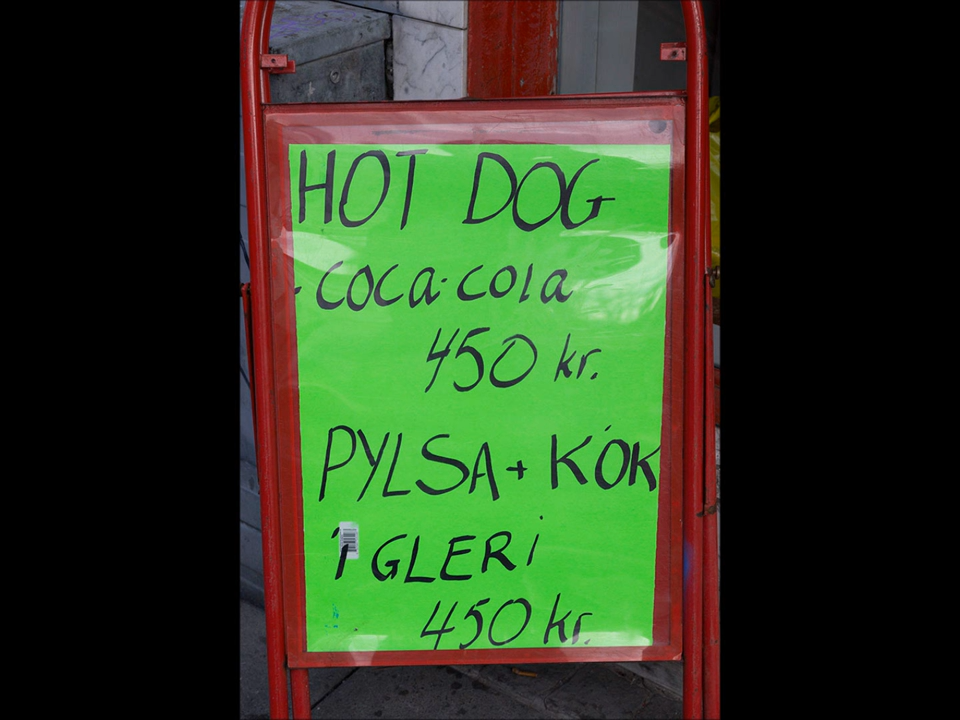 HOT DOG
-COCA-COla
450 kr.
PYLSA + KÓK
Í GLERi
450 kr.